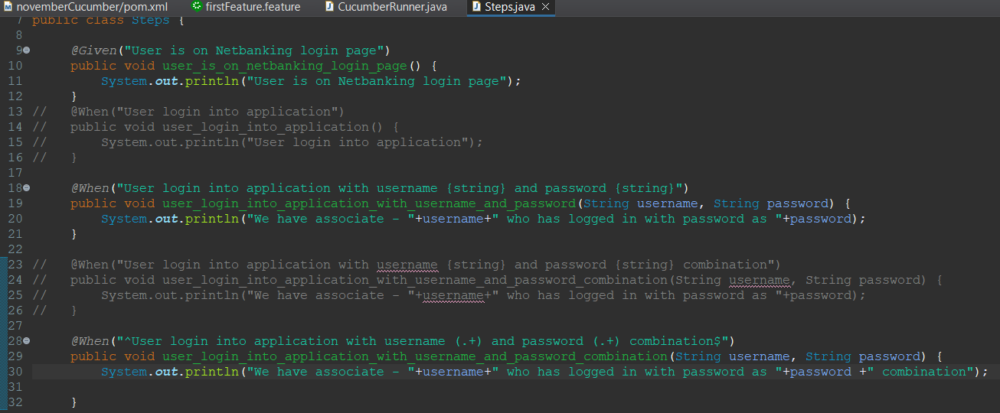 novemberCucumber/pom.xml firstFeature.feature CucumberRunner.java Steps.java
7 public class Steps {
8
9 @Given("User is on Netbanking login page")
10 public void user_is_on_netbanking_login_page() {
11 System.out.println("User is on Netbanking login page");
12 }
13 // @When("User login into application")
14 // public void user_login_into_application() {
15 // System.out.println("User login into application");
16 // }
17
18 @When("User login into application with username {string} and password {string}")
19 public void user_login_into_application_with_username_and_password(String username, String password) {
20 System.out.println("We have associate - "+username+" who has logged in with password as "+password);
21 }
22
23 // @When("User login into application with username {string} and password {string} combination")
24 // public void user_login_into_application_with_username_and_password_combination(String username, String password) {
25 // System.out.println("We have associate - "+username+" who has logged in with password as "+password);
26 // }
27
28 @When("^User login into application with username (.+) and password (.+) combination$")
29 public void user_login_into_application_with_username_and_password_combination(String username, String password) {
30 System.out.println("We have associate - "+username+" who has logged in with password as "+password +" combination");
31
32 }